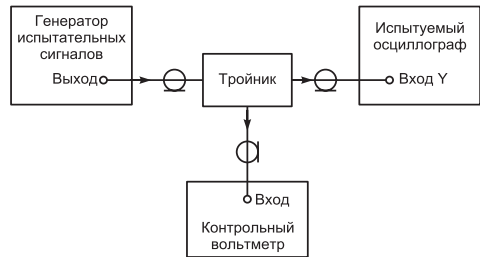 Генератор
испытательных
сигналов
Выход
Тройник
Испытуемый
осциллограф
Вход Y
Вход
Контрольный
вольтметр